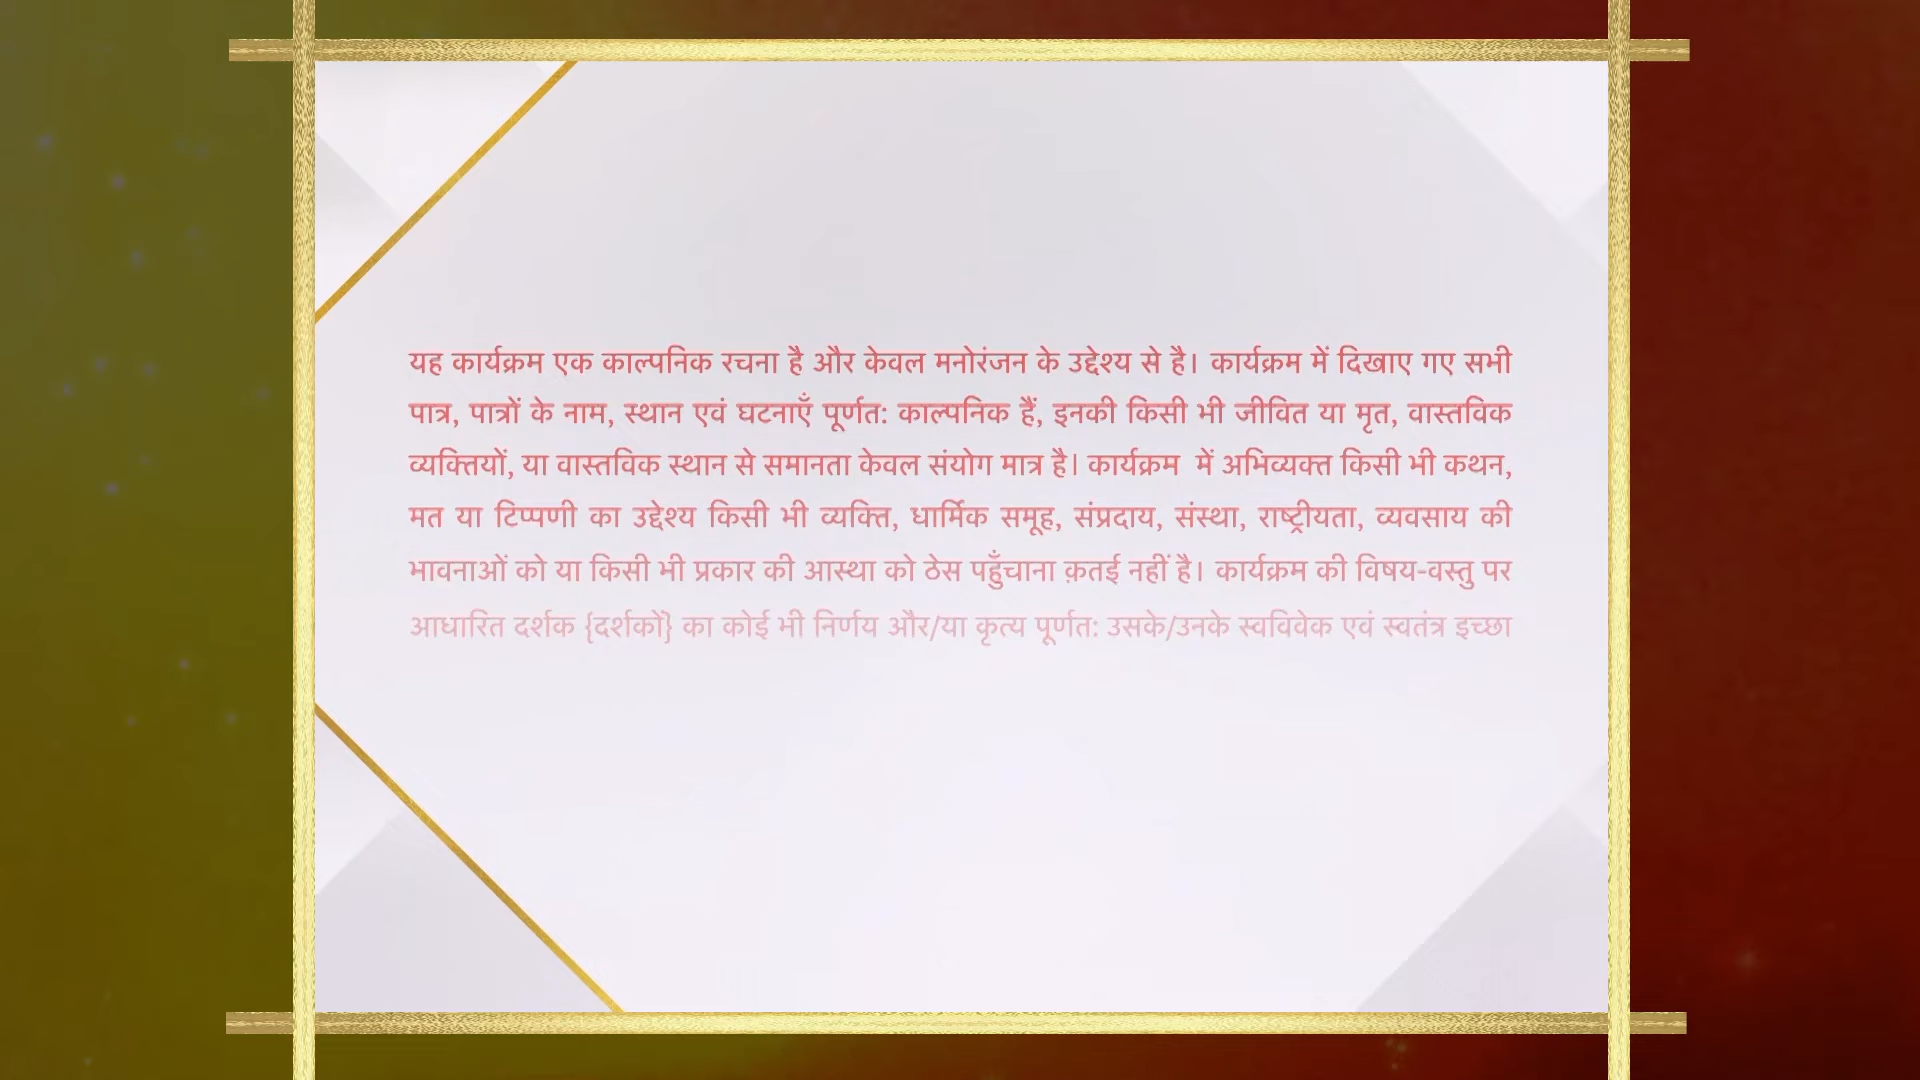 यह कार्यक्रम एक काल्पनिक रचना है और केवल मनोरंजन के उद्देश्य से है। कार्यक्रम में दिखाए गए सभी
पात्र, पात्रों के नाम, स्थान एवं घटनाएँ पूर्णत: काल्पनिक हैं, इनकी किसी भी जीवित या मृत, वास्तविक
व्यक्तियों, या वास्तविक स्थान से समानता केवल संयोग मात्र है। कार्यक्रम में अभिव्यक्त किसी भी कथन,
मत या टिप्पणी का उद्देश्य किसी भी व्यक्ति, धार्मिक समूह, संप्रदाय, संस्था, राष्ट्रीयता, व्यवसाय की
भावनाओं को या किसी भी प्रकार की आस्था को ठेस पहुँचाना क़तई नहीं है। कार्यक्रम की विषय-वस्तु पर
आधारित दर्शक {दर्शकों} का कोई भी निर्णय और/या कृत्य पूर्णत: उसके/उनके स्वविवेक एवं स्वतंत्र इच्छा